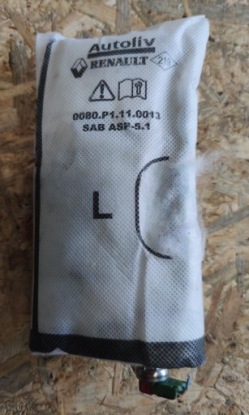 Autoliv
RENAULT
0080.P1.11.0013
SAB ASP-5.1
L